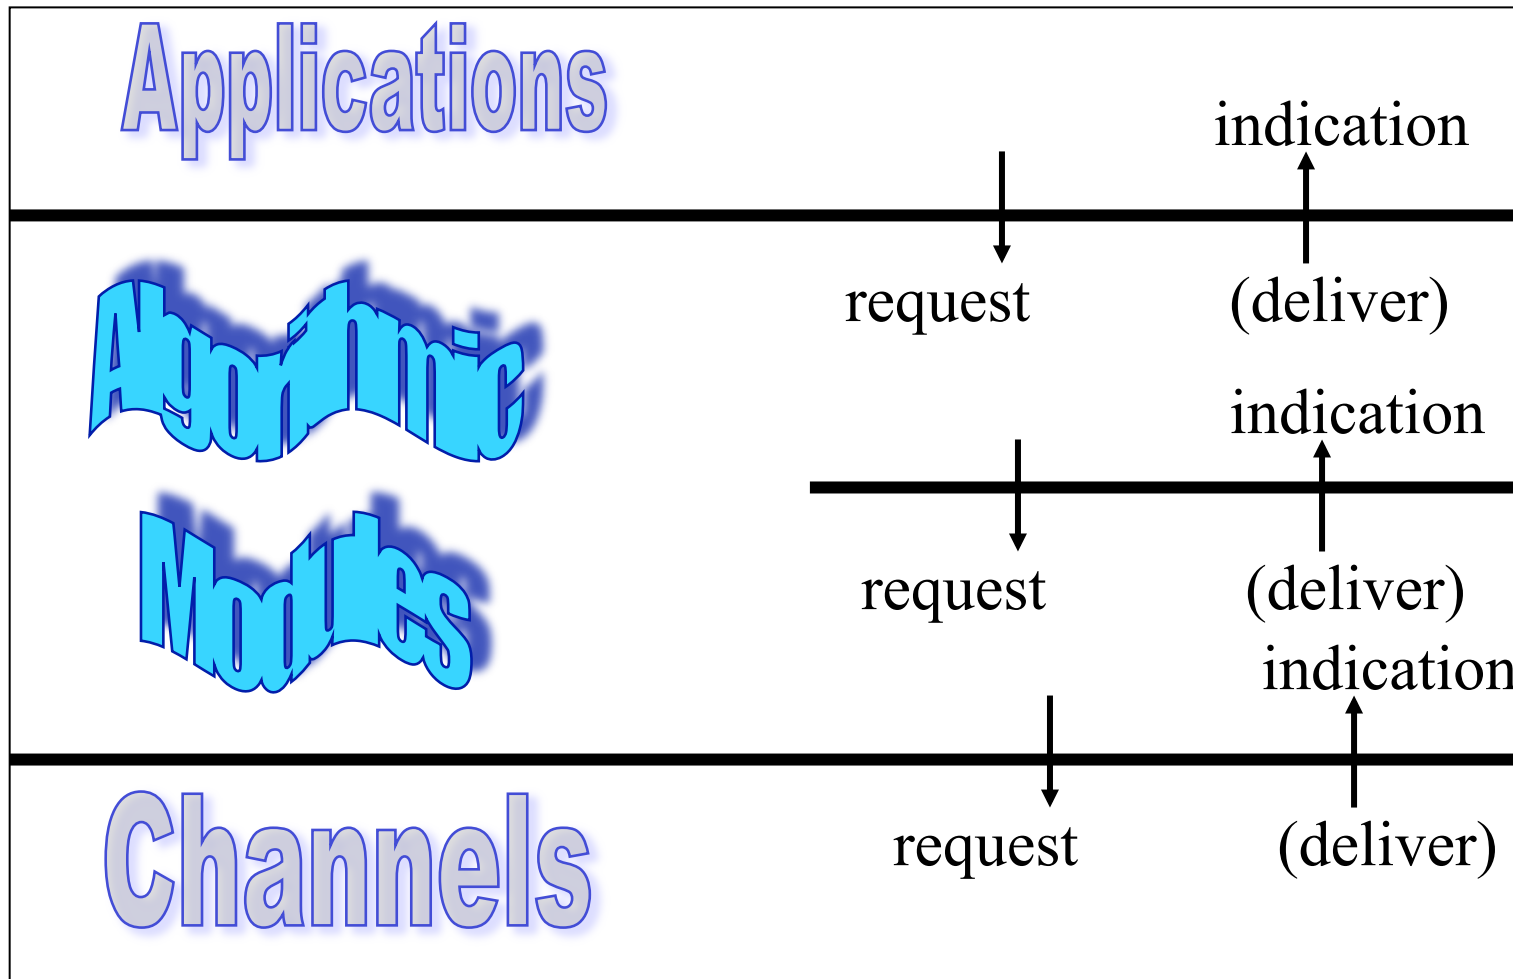 Applications
indication
request
(deliver)
Algorithmic
indication
Modules
request
(deliver)
indication
request
(deliver)
Channels